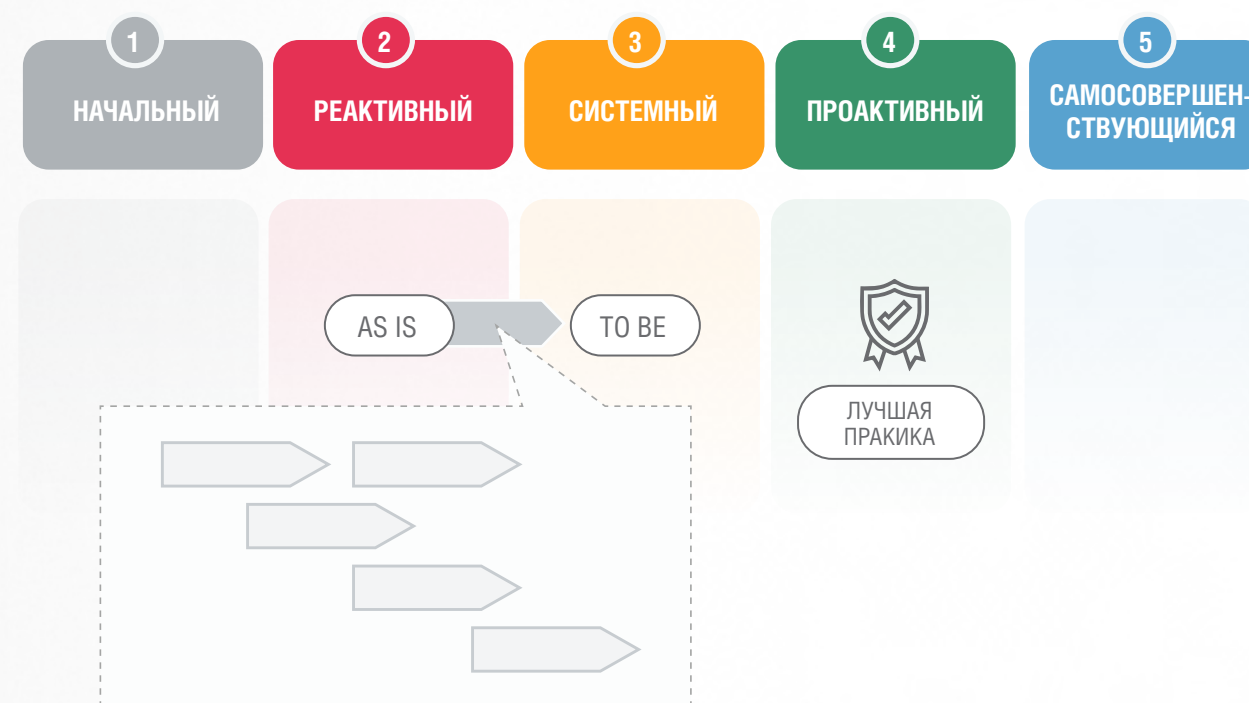 1
2
3
4
5
НАЧАЛЬНЫЙ
РЕАКТИВНЫЙ
СИСТЕМНЫЙ
ПРОАКТИВНЫЙ
САМОСОВЕРШЕН-
СТВУЮЩИЙСЯ
AS IS
TO BE
ЛУЧШАЯ
ПРАКИКА